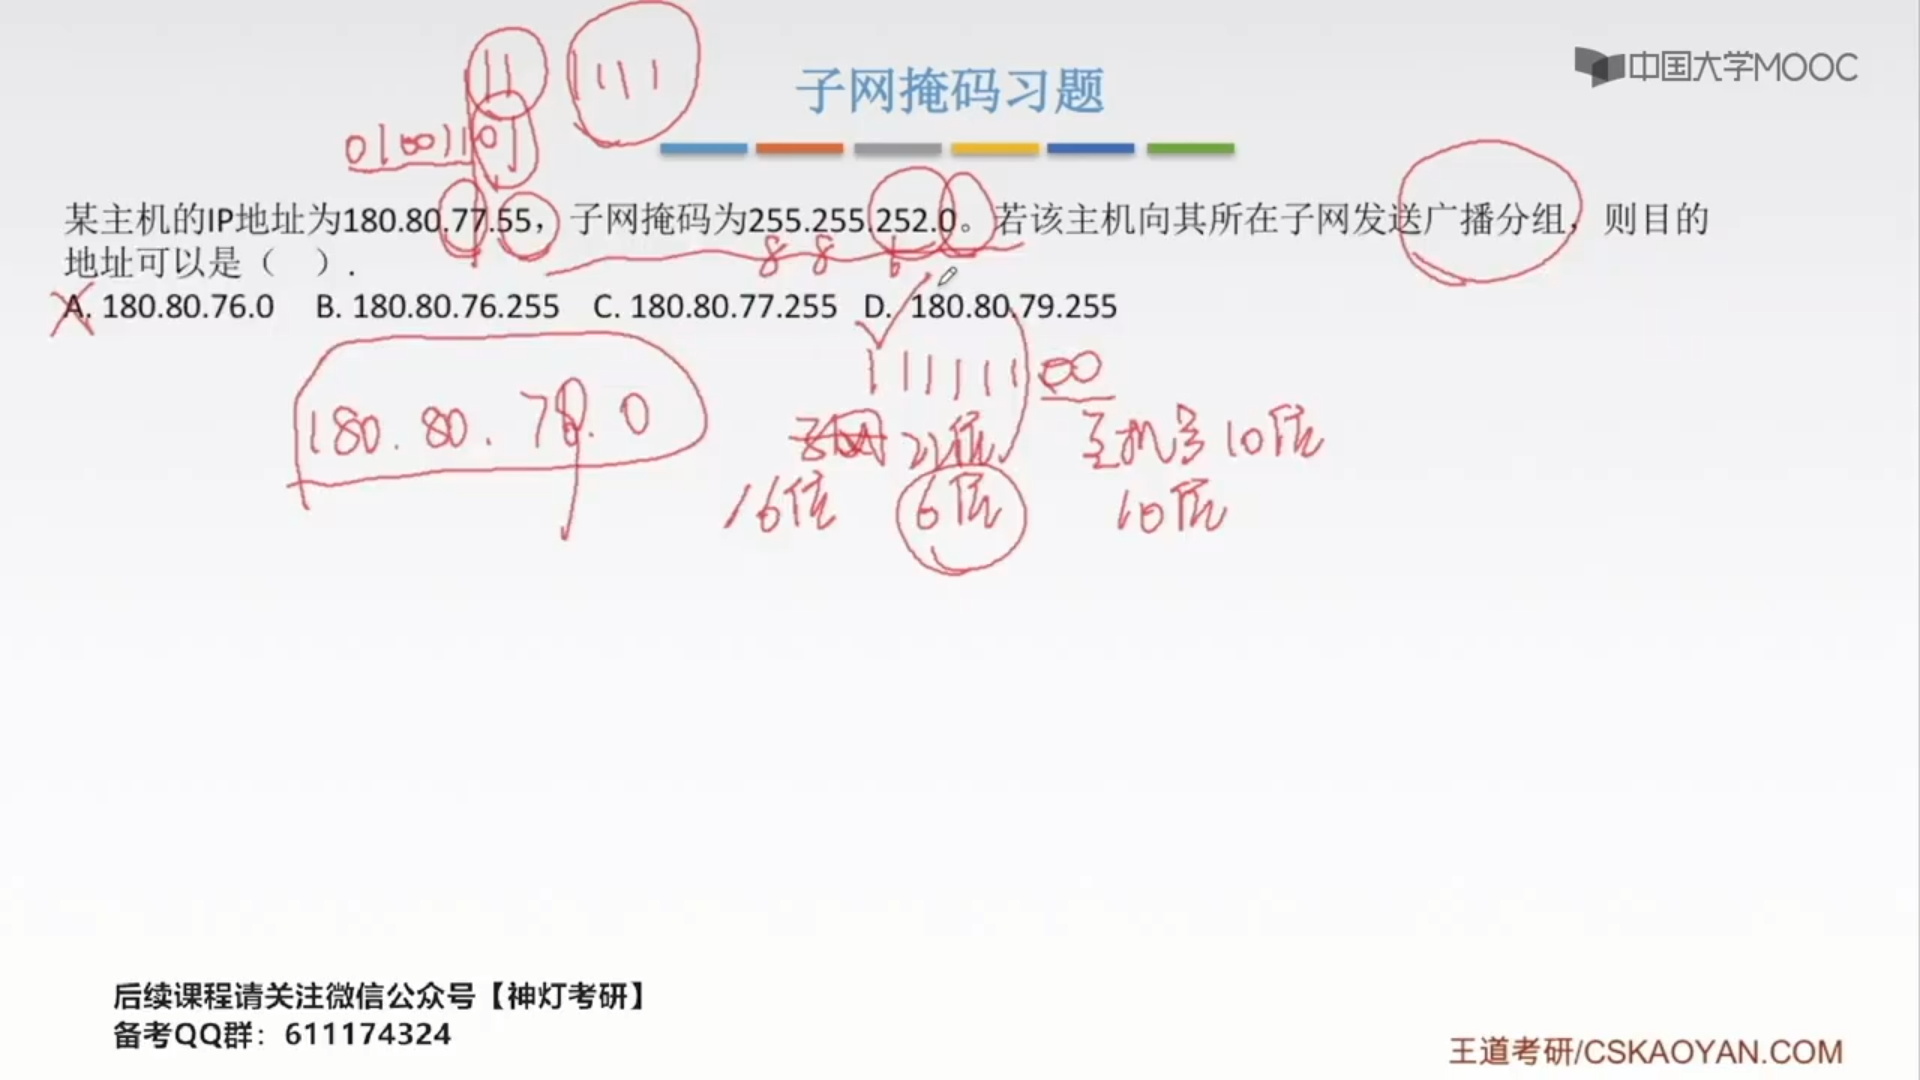 中国大学MOOC
子网掩码习题
11 111
01001101
某主机的IP地址为180.80.77.55，子网掩码为255.255.252.0。若该主机向其所在子网发送广播分组，则目的
地址可以是（ ）.
8 8 6
A. 180.80.76.0 B. 180.80.76.255 C. 180.80.77.255 D. 180.80.79.255
111111 00
180.80.78.0
22位 主机号10位
16位 6位 10位
后续课程请关注微信公众号【神灯考研】
备考QQ群：611174324
王道考研/CSKAOYAN.COM